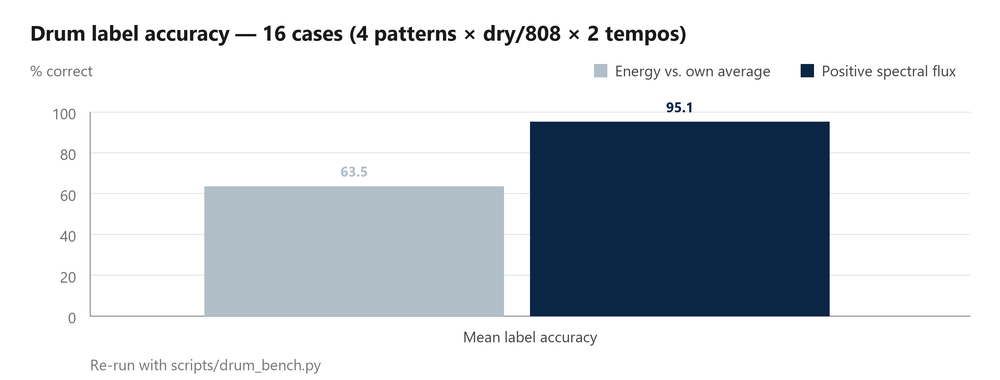 Drum label accuracy — 16 cases (4 patterns × dry/808 × 2 tempos)
% correct
Energy vs. own average
Positive spectral flux
100
80
60
40
20
0
63.5
95.1
Mean label accuracy
Re-run with scripts/drum_bench.py